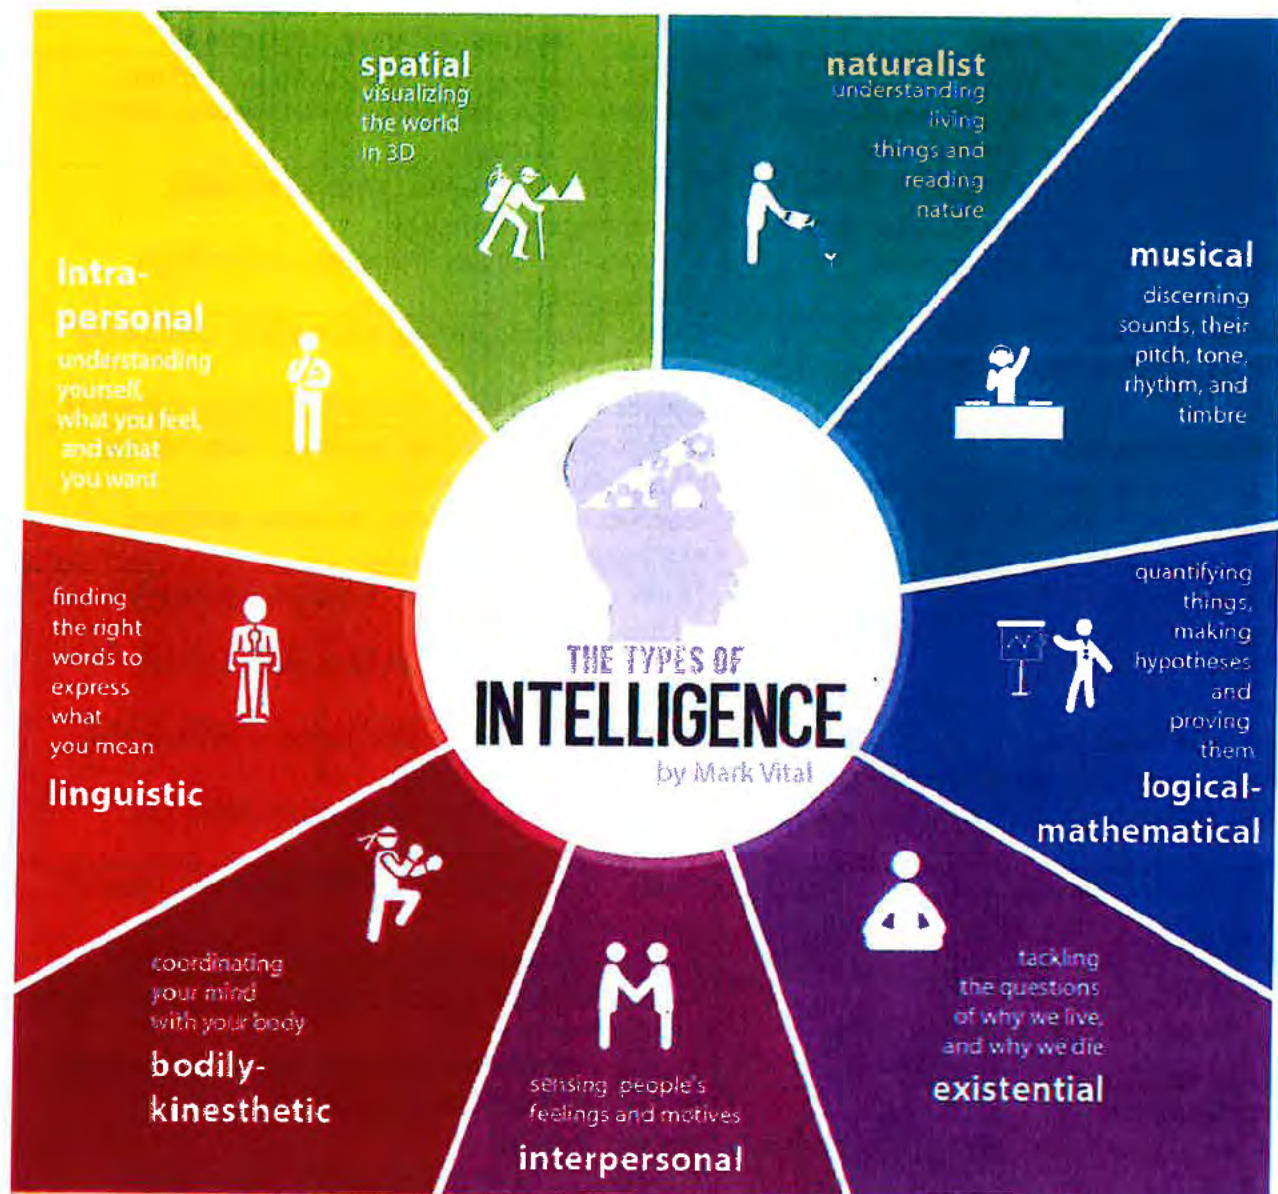 spatial
visualizing
the world
in 3D
naturalist
understanding
living
things and
reading
nature
musical
discerning
sounds, their
pitch, tone,
rhythm, and
timbre
quantifying
things,
making
hypotheses
and
proving
them
logical-
mathematical
tackling
the questions
of why we live,
and why we die
existential
sensing people's
feelings and motives
interpersonal
coordinating
your mind
with your body
bodily-
kinesthetic
finding
the right
words to
express
what
you mean
linguistic
intra-
personal
understanding
yourself,
what you feel,
and what
you want
THE TYPES OF
INTELLIGENCE
by Mark Vital